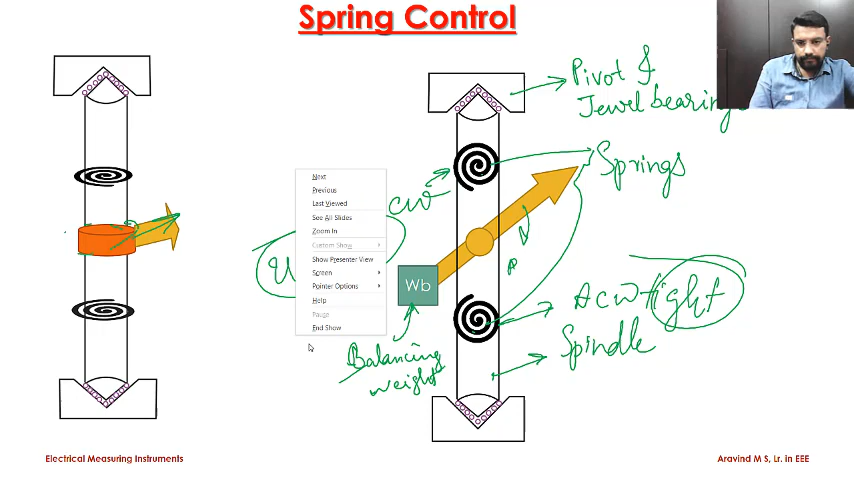 Spring Control
Pivot &
Jewel bearings
Springs
CW
Next
Previous
Last Viewed
See All Slides
Zoom In
Custom Show
Show Presenter View
Screen
Pointer Options
Help
Pause
End Show
Wb
ACW tight
Spindle
Balancing
weight
Electrical Measuring Instruments
Aravind M S, Lr. in EEE